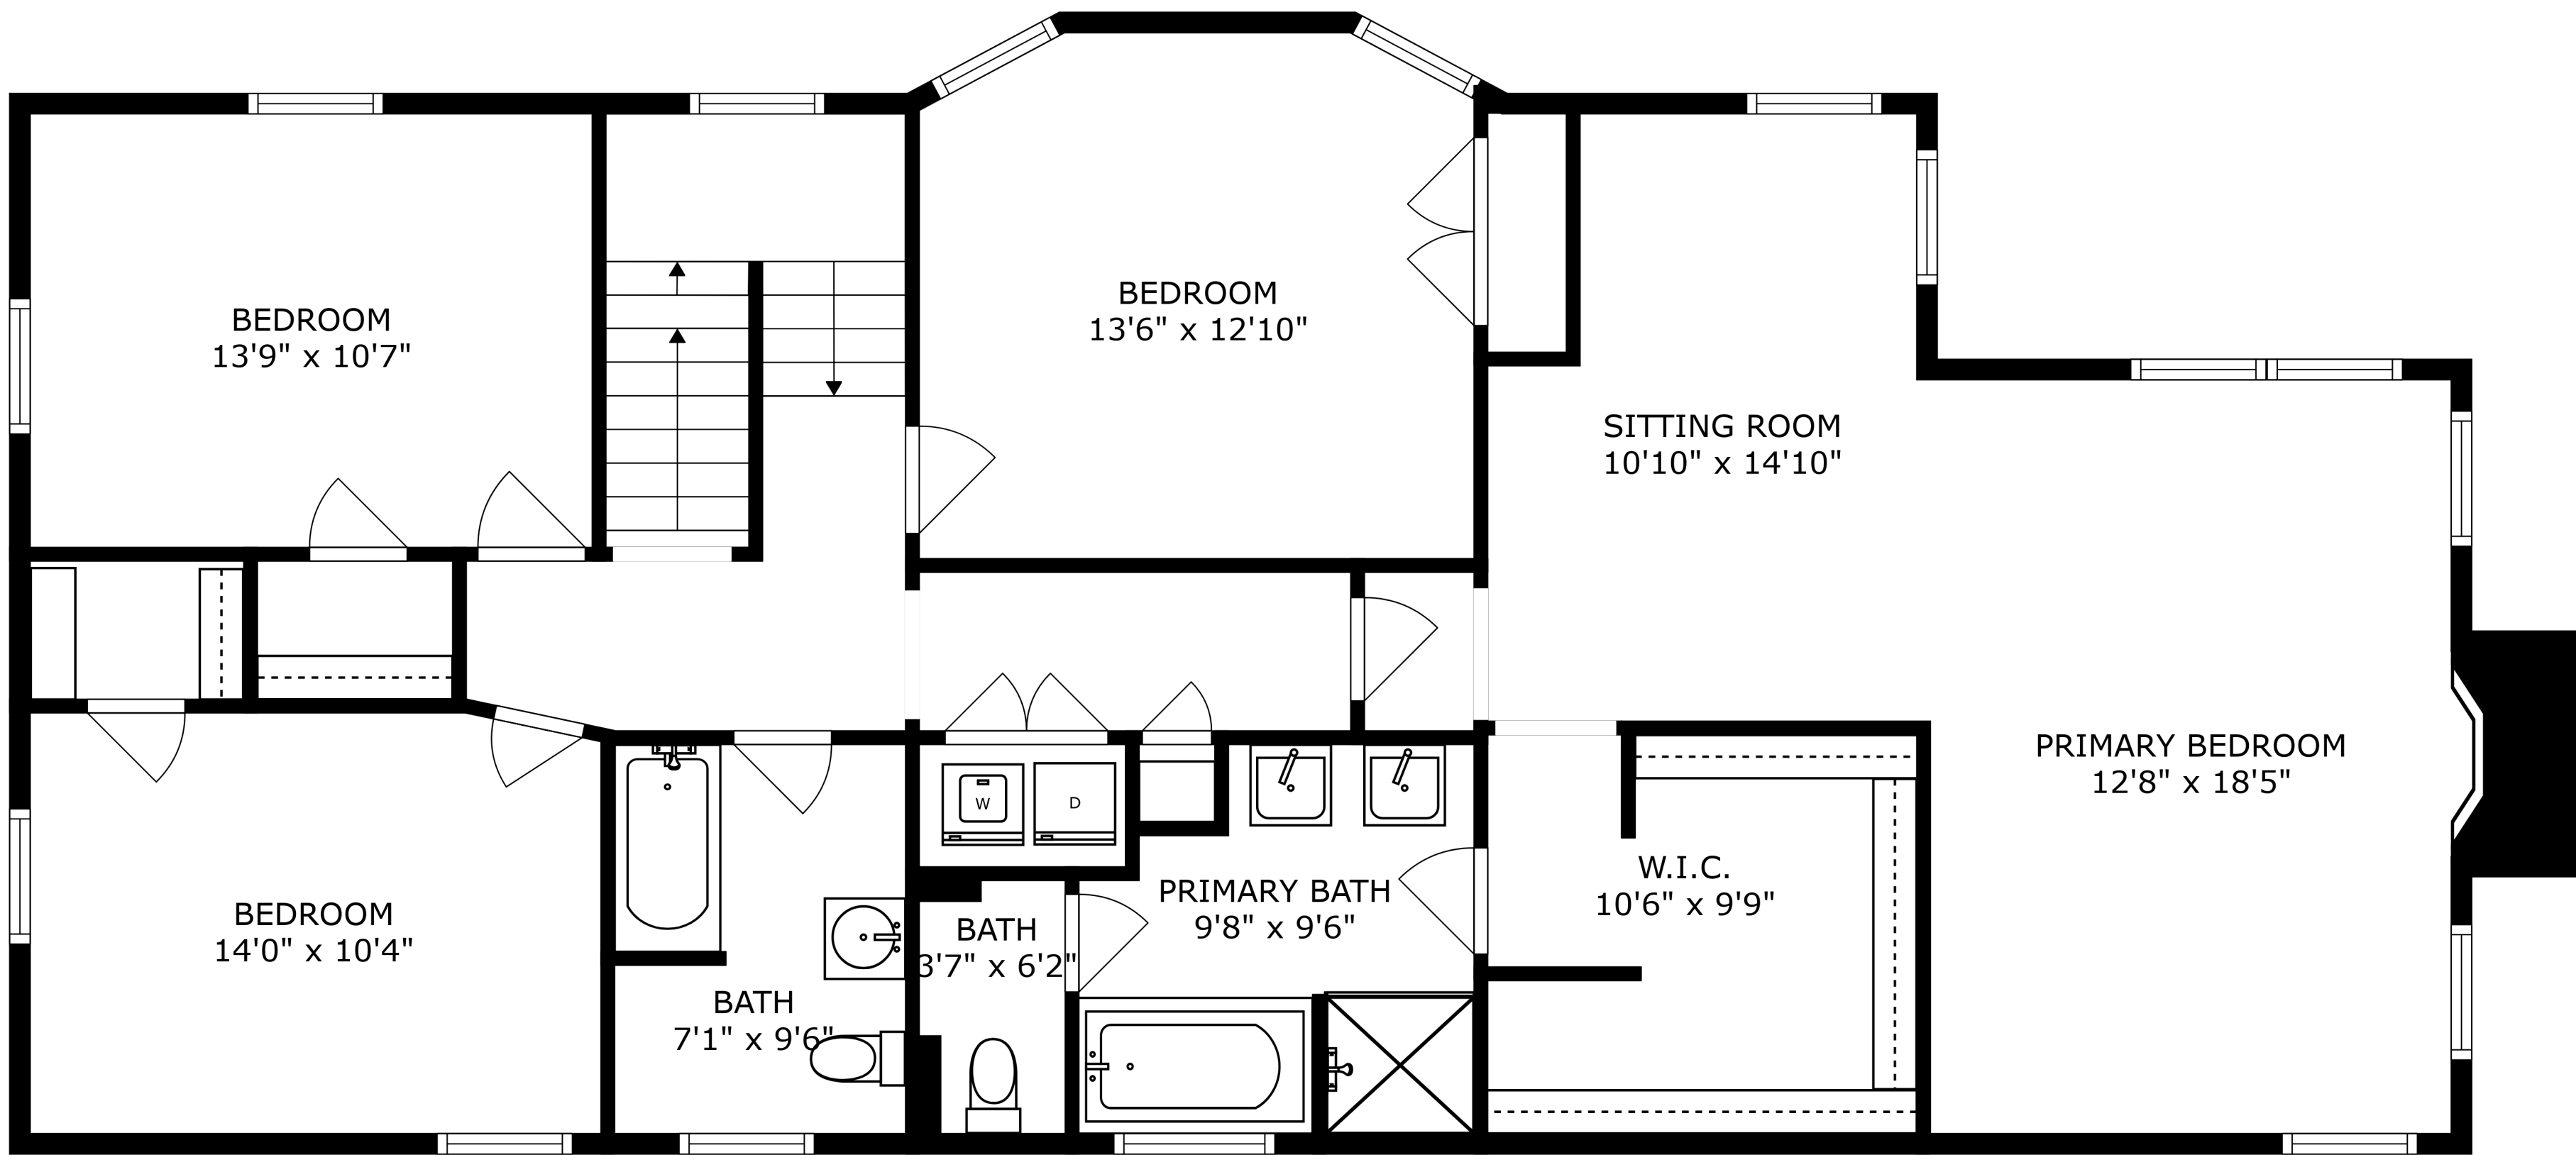 BEDROOM
13'9" x 10'7"
BEDROOM
13'6" x 12'10"
SITTING ROOM
10'10" x 14'10"
PRIMARY BEDROOM
12'8" x 18'5"
W
D
W.I.C.
10'6" x 9'9"
PRIMARY BATH
9'8" x 9'6"
BEDROOM
14'0" x 10'4"
BATH
3'7" x 6'2"
BATH
7'1" x 9'6"